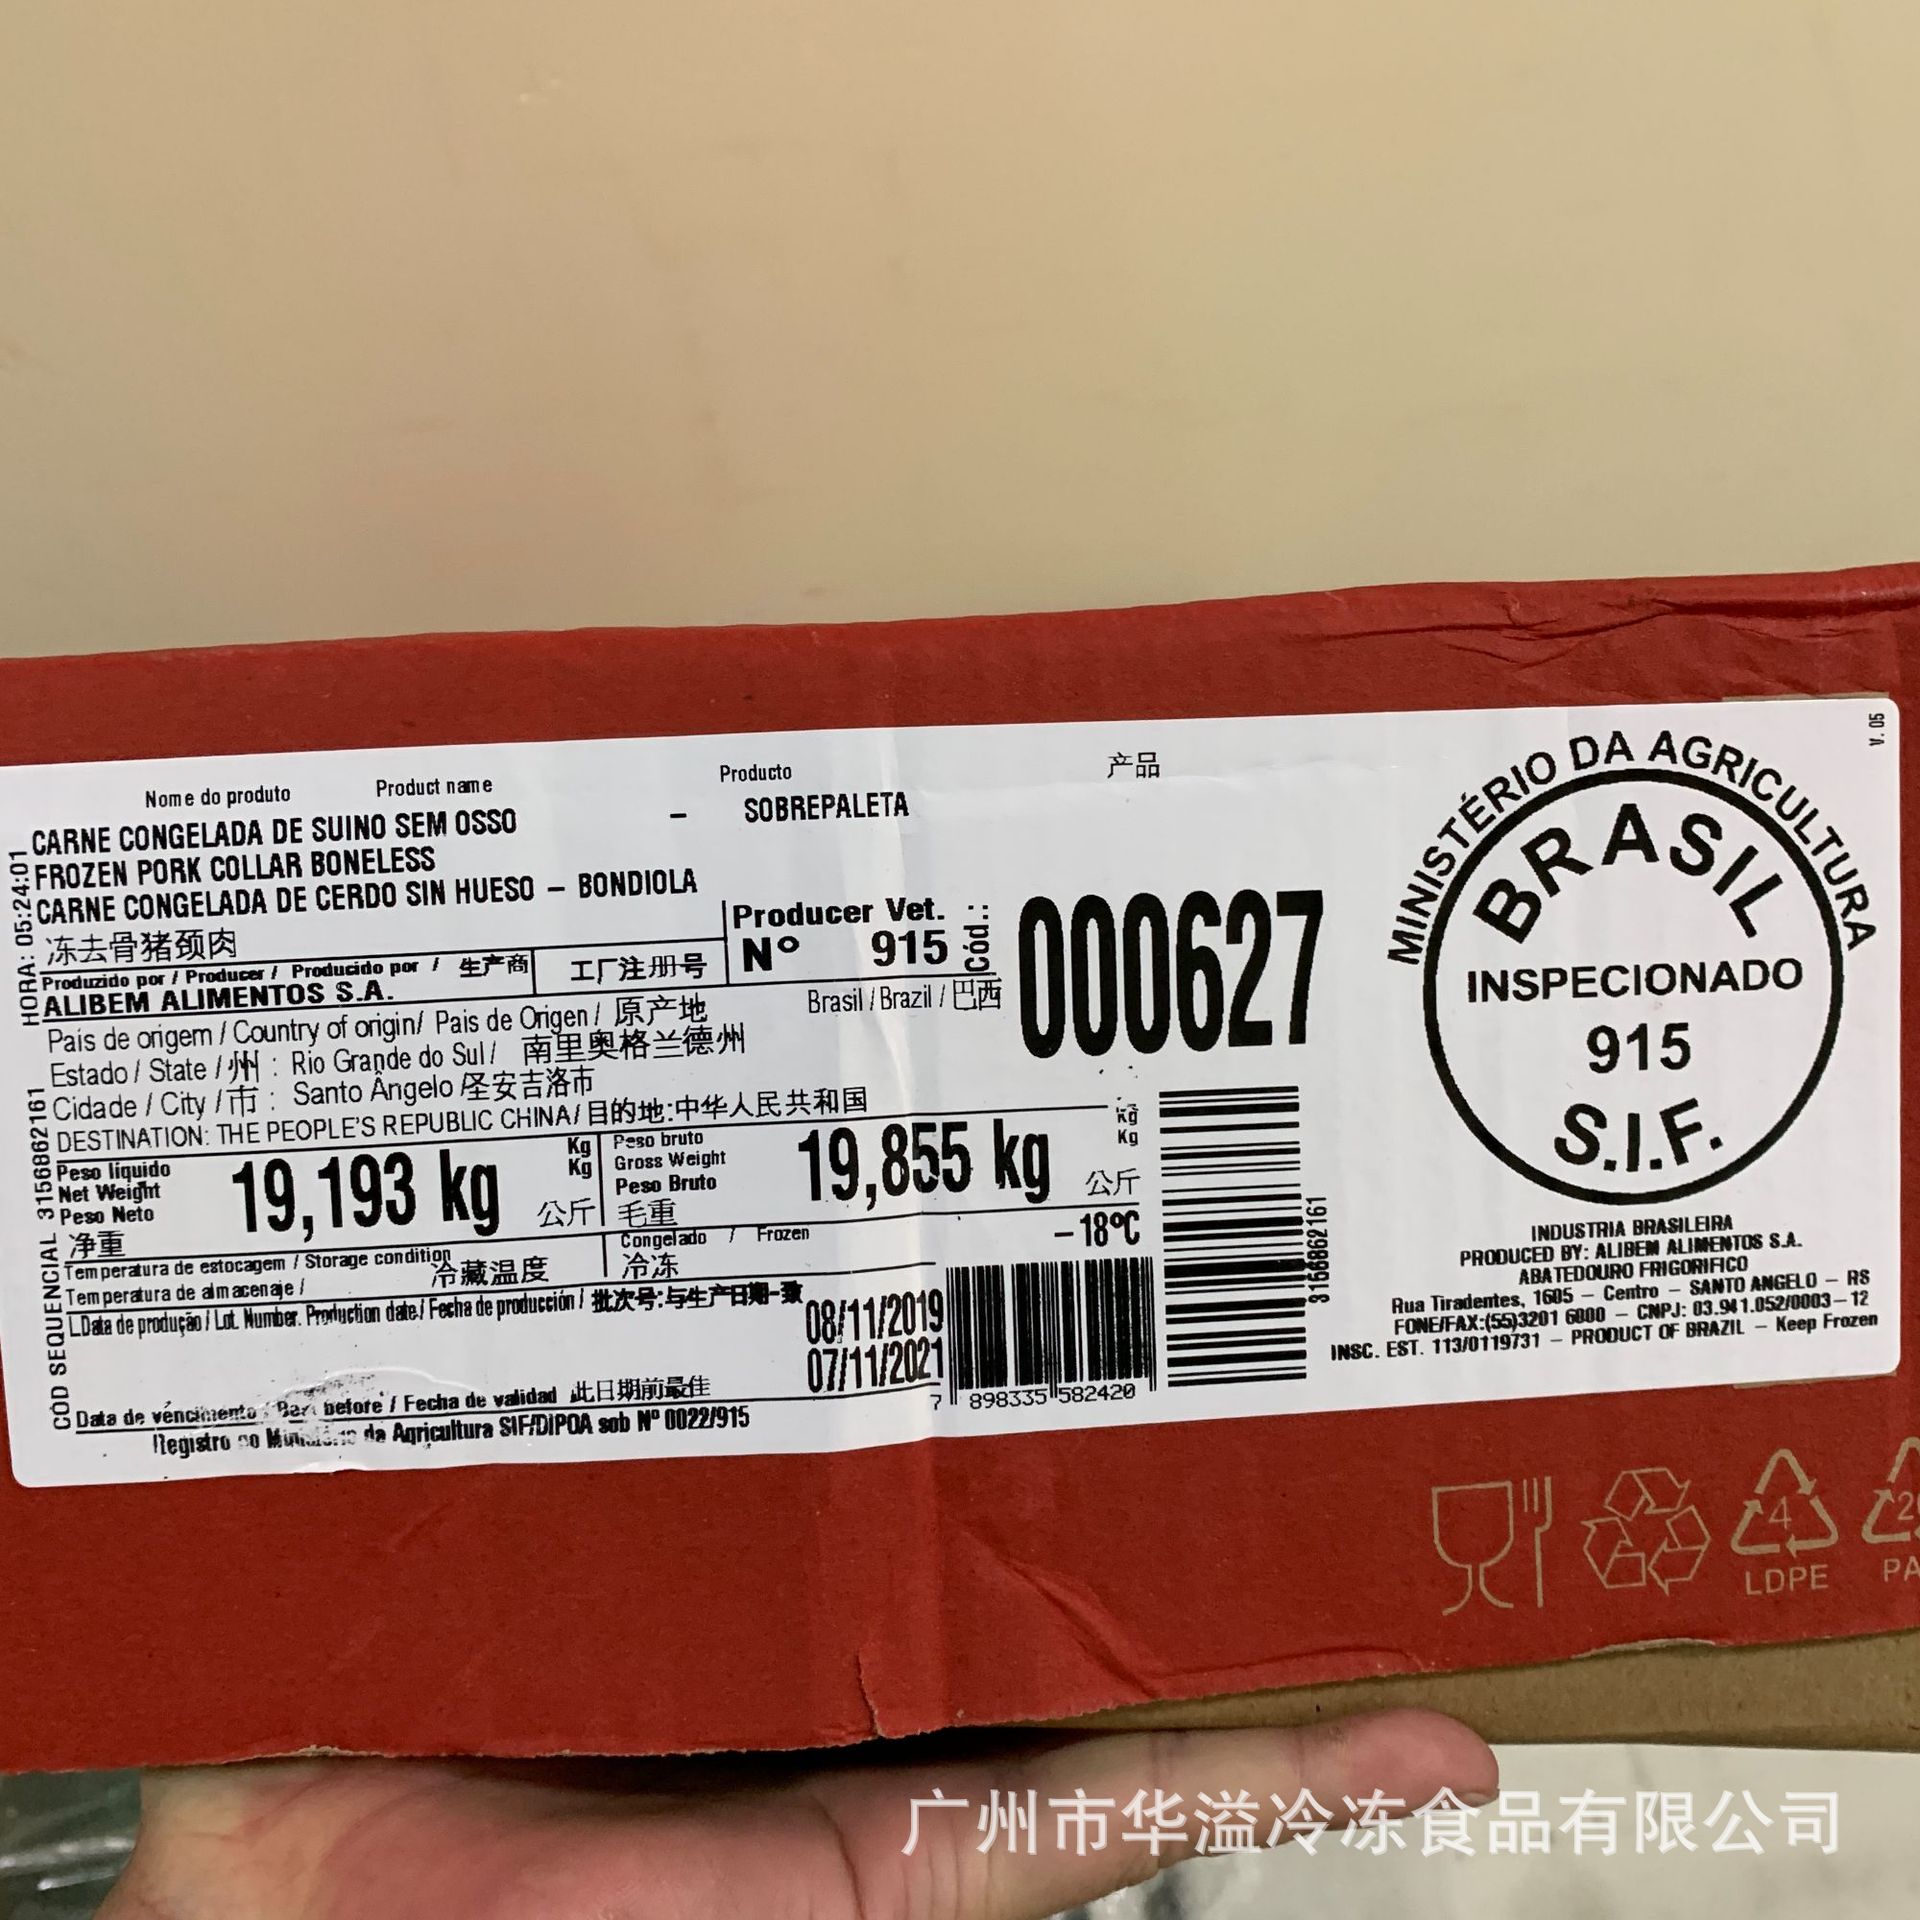 Nome do produto Product name Producto 产品
CARNE CONGELADA DE SUINO SEM OSSO – SOBREPALETA
FROZEN PORK COLLAR BONELESS
CARNE CONGELADA DE CERDO SIN HUESO – BONDIOLA
冻去骨猪颈肉
Produzido por / Producer / Producido por / 生产商
ALIBEM ALIMENTOS S.A.
工厂注册号
Producer Vet.
Nº 915
Cód.:
000627
País de origem / Country of origin/ Pais de Origen / 原产地 Brasil / Brazil / 巴西
Estado / State / 州 : Rio Grande do Sul / 南里奥格兰德州
Cidade / City / 市 : Santo Ângelo /圣安吉洛市
DESTINATION: THE PEOPLE'S REPUBLIC CHINA/ 目的地:中华人民共和国
Peso líquido
Net Weight
Peso Neto
净重
19,193 kg
Kg
Kg
公斤
Peso bruto
Gross Weight
Peso Bruto
毛重
19,855 kg
Kg
Kg
公斤
Temperatura de estocagem / Storage condition
Temperatura de almacenaje / 冷藏温度
Congelado / Frozen
冷冻
–18ºC
L.Data de produção / Lot. Number. Production date./ Fecha de producción / 批次号:与生产日期一致
08/11/2019
07/11/2021
Data de vencimento / Best before / Fecha de validad 此日期前最佳
Registro no Ministério da Agricultura SIF/DIPOA sob Nº 0022/915
7 898335 582420
HORA: 05:24:01
CÓD SEQUENCIAL 3156862161
3156862161
V. 05
MINISTÉRIO DA AGRICULTURA
BRASIL
INSPECIONADO
915
S.I.F.
INDUSTRIA BRASILEIRA
PRODUCED BY: ALIBEM ALIMENTOS S.A.
ABATEDOURO FRIGORIFICO
Rua Tiradentes, 1605 – Centro – SANTO ANGELO – RS
FONE/FAX:(55)3201 6000 – CNPJ: 03.941.052/0003–12
INSC. EST. 113/0119731 – PRODUCT OF BRAZIL – Keep Frozen
4
LDPE
广州市华溢冷冻食品有限公司